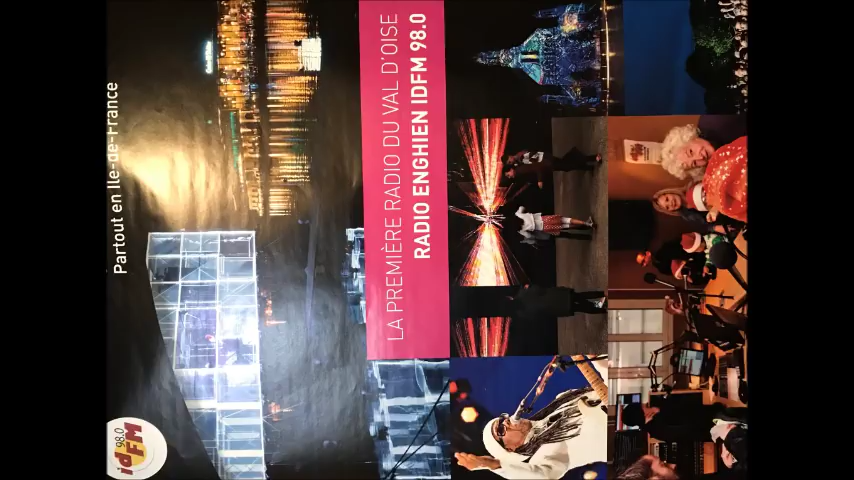 Partout en Ile-de-France
LA PREMIÈRE RADIO DU VAL D'OISE
RADIO ENGHIEN IDFM 98.0
98.0
idFM